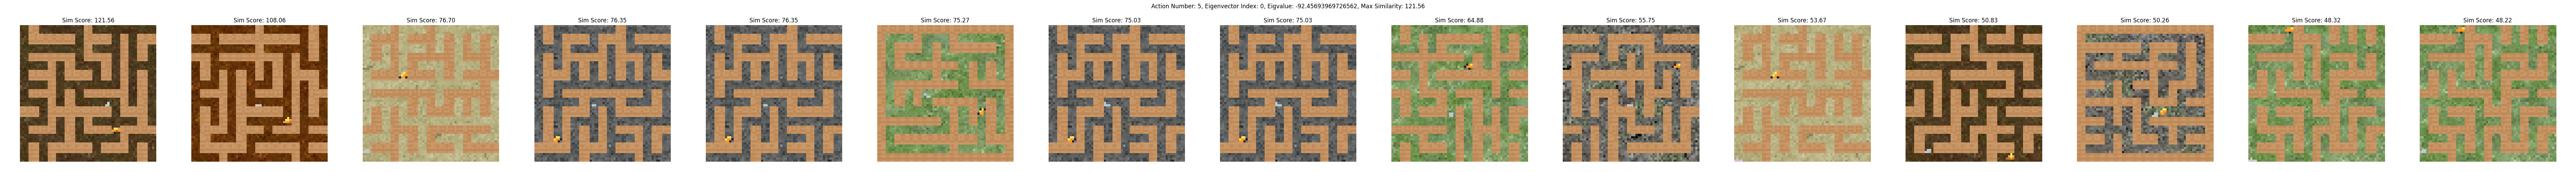 Action Number: 5, Eigenvector Index: 0, Eigvalue: -92.45693969726562, Max Similarity: 121.56
Sim Score: 121.56
Sim Score: 108.06
Sim Score: 76.70
Sim Score: 76.35
Sim Score: 76.35
Sim Score: 75.27
Sim Score: 75.03
Sim Score: 75.03
Sim Score: 64.88
Sim Score: 55.75
Sim Score: 53.67
Sim Score: 50.83
Sim Score: 50.26
Sim Score: 48.32
Sim Score: 48.22